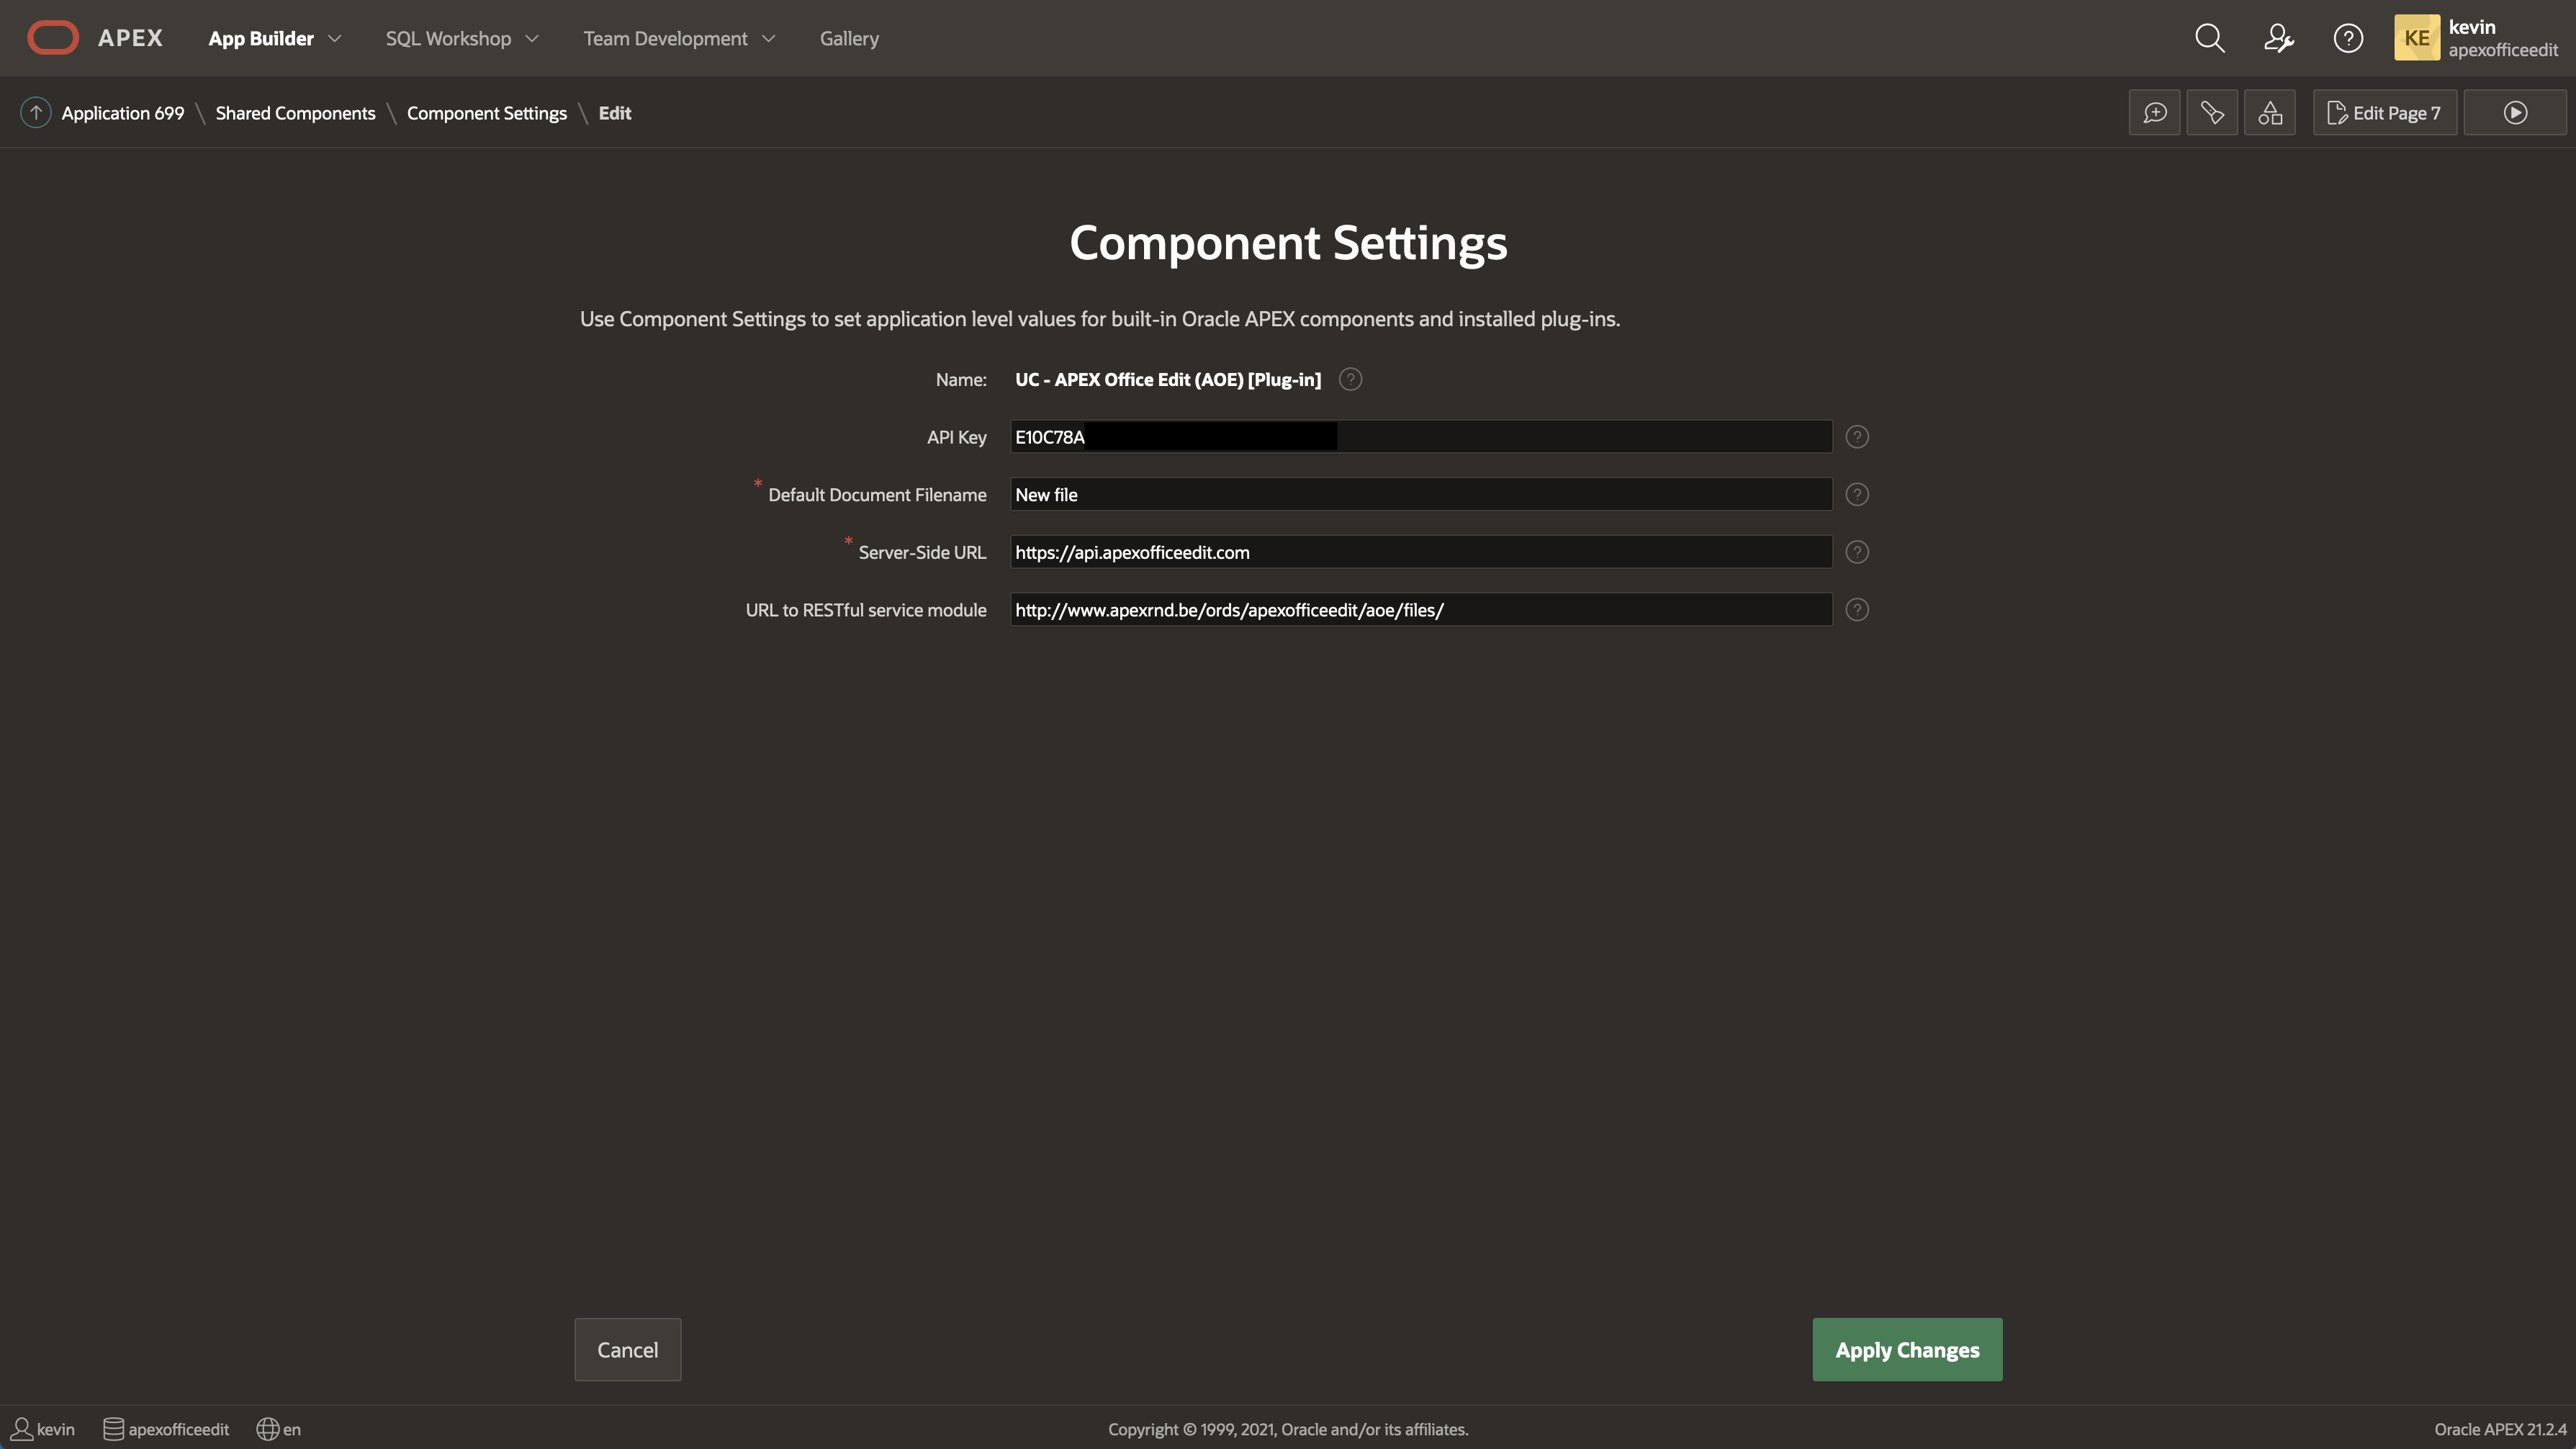 APEX App Builder SQL Workshop Team Development Gallery KE kevin
apexofficeedit
Application 699 \ Shared Components \ Component Settings \ Edit Edit Page 7
Component Settings
Use Component Settings to set application level values for built-in Oracle APEX components and installed plug-ins.
Name: UC - APEX Office Edit (AOE) [Plug-in]
API Key E10C78A
* Default Document Filename New file
* Server-Side URL https://api.apexofficeedit.com
URL to RESTful service module http://www.apexrnd.be/ords/apexofficeedit/aoe/files/
Cancel Apply Changes
kevin apexofficeedit en Copyright © 1999, 2021, Oracle and/or its affiliates. Oracle APEX 21.2.4